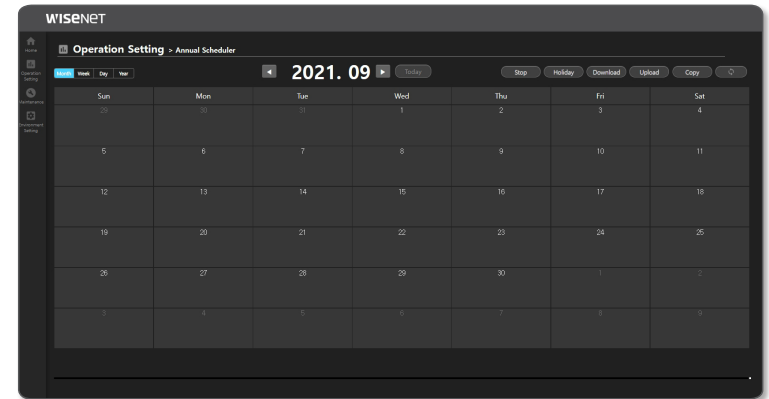 WISENET
Home
Operation Setting > Annual Scheduler
Operation
Setting
Month Week Day Year
2021. 09
Today
Stop Holiday Download Upload Copy
Maintenance
Environment
Setting
Sun Mon Tue Wed Thu Fri Sat
29 30 31 1 2 3 4
5 6 7 8 9 10 11
12 13 14 15 16 17 18
19 20 21 22 23 24 25
26 27 28 29 30 1 2
3 4 5 6 7 8 9